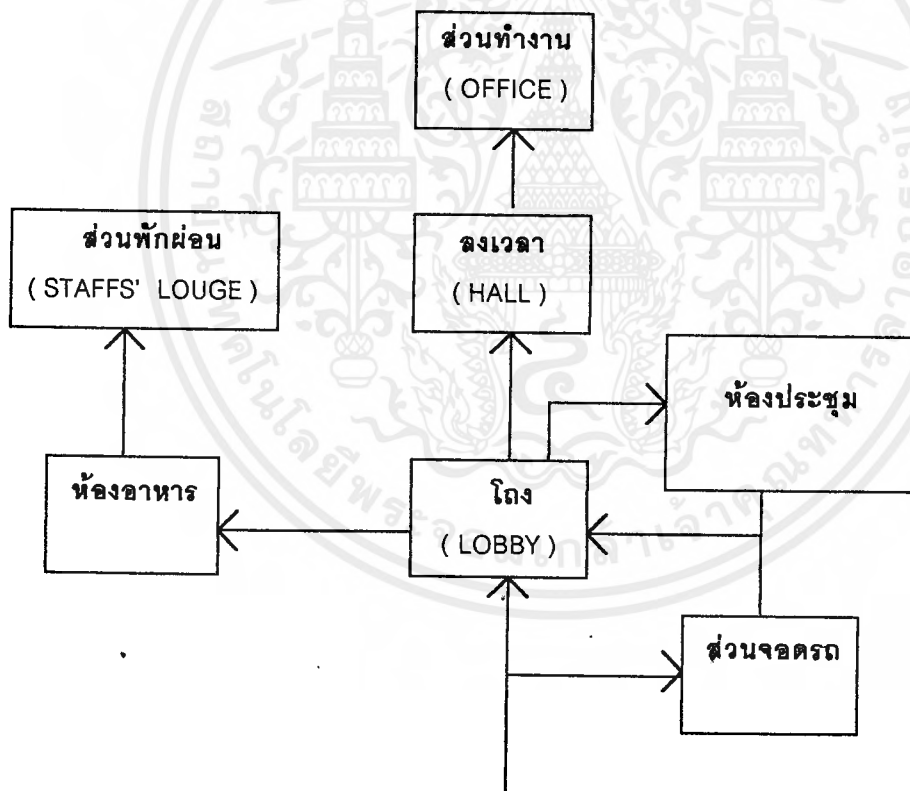 ส่วนทำงาน
( OFFICE )
ส่วนพักผ่อน
( STAFFS' LOUGE )
ลงเวลา
( HALL )
ห้องประชุม
ห้องอาหาร
โถง
( LOBBY )
ส่วนจอดรถ